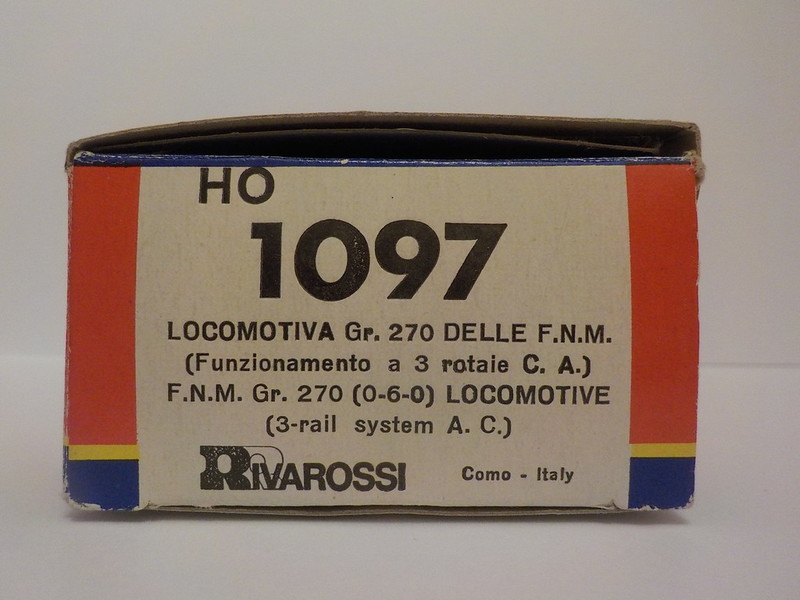 HO
1097
LOCOMOTIVA Gr. 270 DELLE F.N.M.
(Funzionamento a 3 rotaie C. A.)
F.N.M. Gr. 270 (0-6-0) LOCOMOTIVE
(3-rail system A. C.)
RIVAROSSI Como - Italy